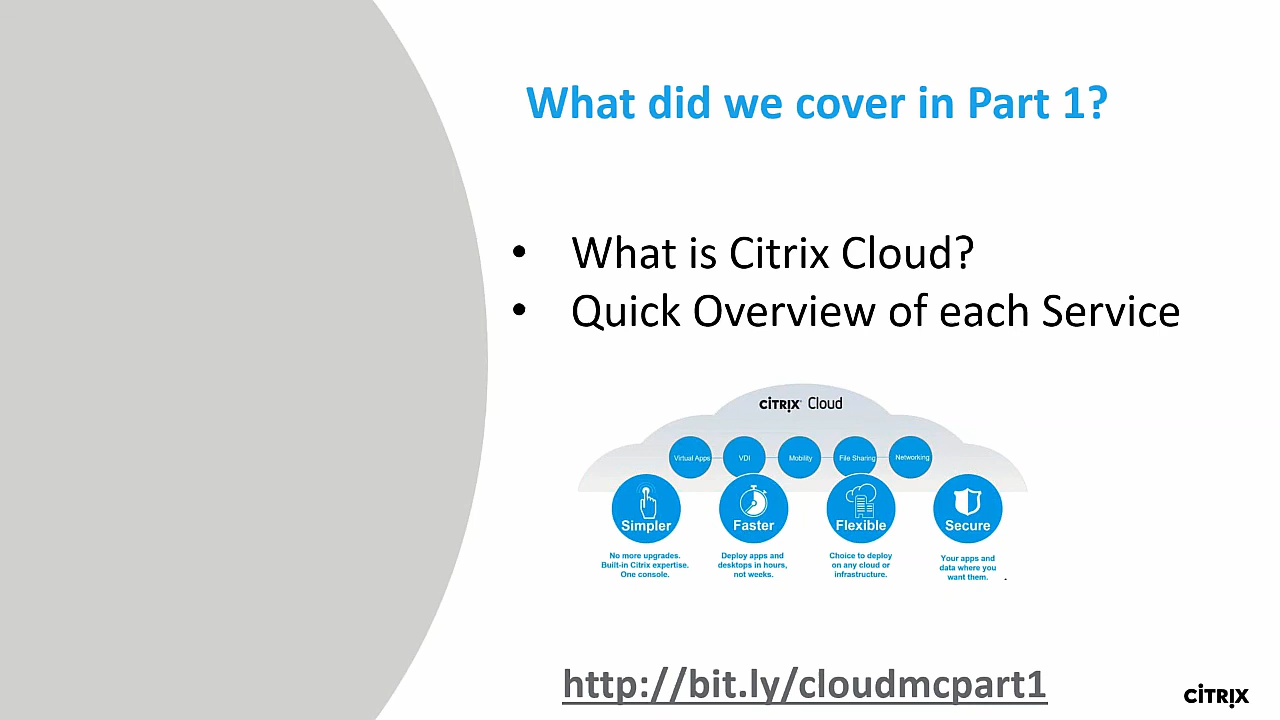 What did we cover in Part 1?
• What is Citrix Cloud?
• Quick Overview of each Service
CITRIX Cloud
Virtual Apps VDI Mobility File Sharing Networking
Simpler Faster Flexible Secure
No more upgrades.
Built-in Citrix expertise.
One console.
Deploy apps and
desktops in hours,
not weeks.
Choice to deploy
on any cloud or
infrastructure.
Your apps and
data where you
want them.
http://bit.ly/cloudmcpart1
CITRIX